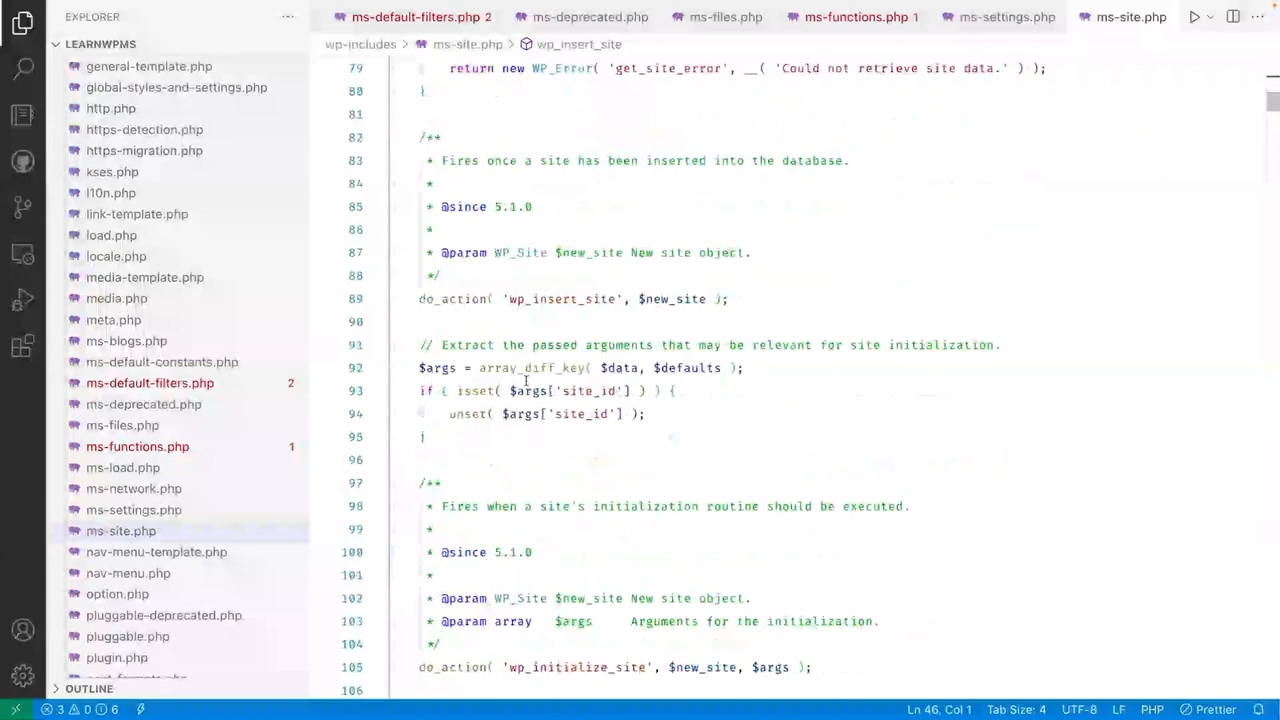 EXPLORER
ms-default-filters.php 2
ms-deprecated.php
ms-files.php
ms-functions.php 1
ms-settings.php
ms-site.php
LEARNWPMS
wp-includes > ms-site.php > wp_insert_site
general-template.php
global-styles-and-settings.php
http.php
https-detection.php
https-migration.php
kses.php
l10n.php
link-template.php
load.php
locale.php
media-template.php
media.php
meta.php
ms-blogs.php
ms-default-constants.php
ms-default-filters.php 2
ms-deprecated.php
ms-files.php
ms-functions.php 1
ms-load.php
ms-network.php
ms-settings.php
ms-site.php
nav-menu-template.php
nav-menu.php
option.php
pluggable-deprecated.php
pluggable.php
plugin.php
OUTLINE
79 return new WP_Error( 'get_site_error', __( 'Could not retrieve site data.' ) );
80 }
81
82 /**
83 * Fires once a site has been inserted into the database.
84 *
85 * @since 5.1.0
86 *
87 * @param WP_Site $new_site New site object.
88 */
89 do_action( 'wp_insert_site', $new_site );
90
91 // Extract the passed arguments that may be relevant for site initialization.
92 $args = array_diff_key( $data, $defaults );
93 if ( isset( $args['site_id'] ) ) {
94 unset( $args['site_id'] );
95 }
96
97 /**
98 * Fires when a site's initialization routine should be executed.
99 *
100 * @since 5.1.0
101 *
102 * @param WP_Site $new_site New site object.
103 * @param array $args Arguments for the initialization.
104 */
105 do_action( 'wp_initialize_site', $new_site, $args );
106
3 0 6
Ln 46, Col 1
Tab Size: 4
UTF-8
LF
PHP
Prettier